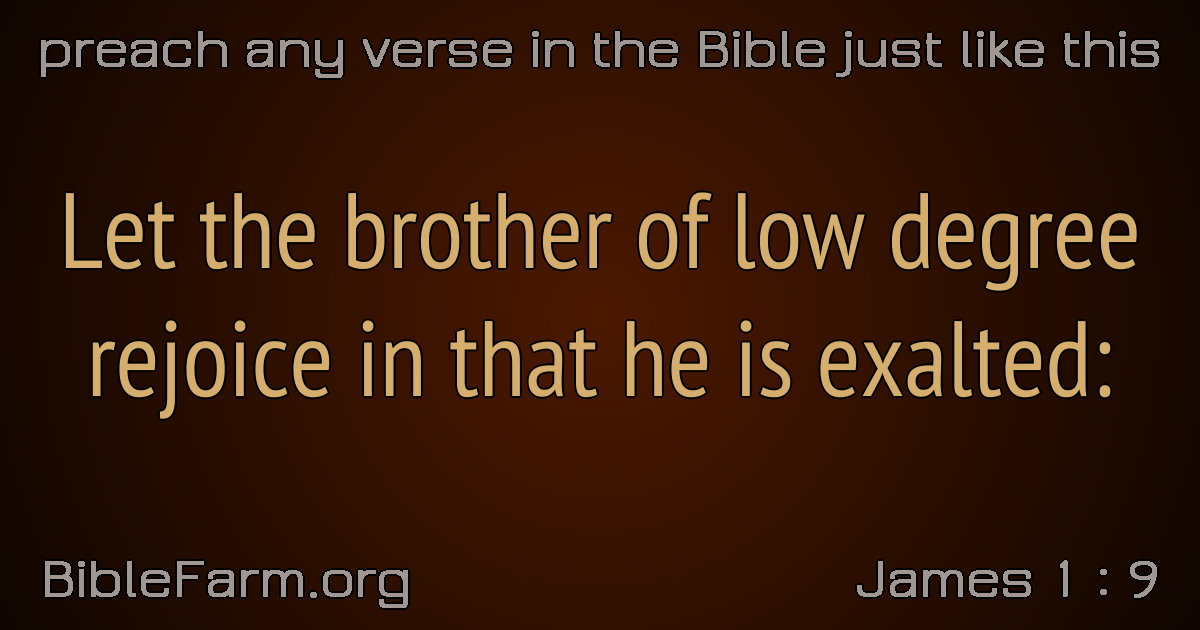 preach any verse in the Bible just like this
Let the brother of low degree
rejoice in that he is exalted:
BibleFarm.org
James 1 : 9